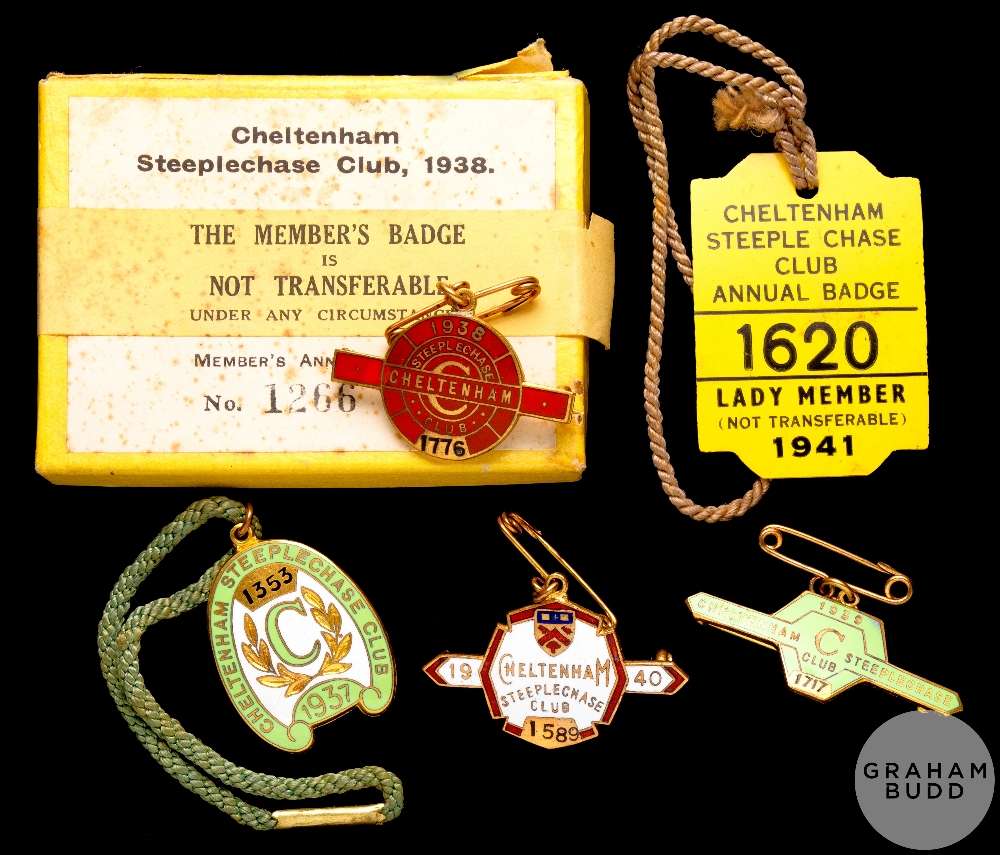 Cheltenham
Steeplechase Club, 1938.
THE MEMBER'S BADGE
IS
NOT TRANSFERABLE
UNDER ANY
MEMBER'S
No. 1266
1938
STEEPLECHASE
C
CHELTENHAM
CLUB
1776
CHELTENHAM
STEEPLE CHASE
CLUB
ANNUAL BADGE
1620
LADY MEMBER
(NOT TRANSFERABLE)
1941
CHELTENHAM STEEPLECHASE CLUB
1353
C
1937
CHELTENHAM
19 40
STEEPLECHASE
CLUB
1589
1939
CHELTENHAM
C
CLUB STEEPLECHASE
1717
GRAHAM
BUDD